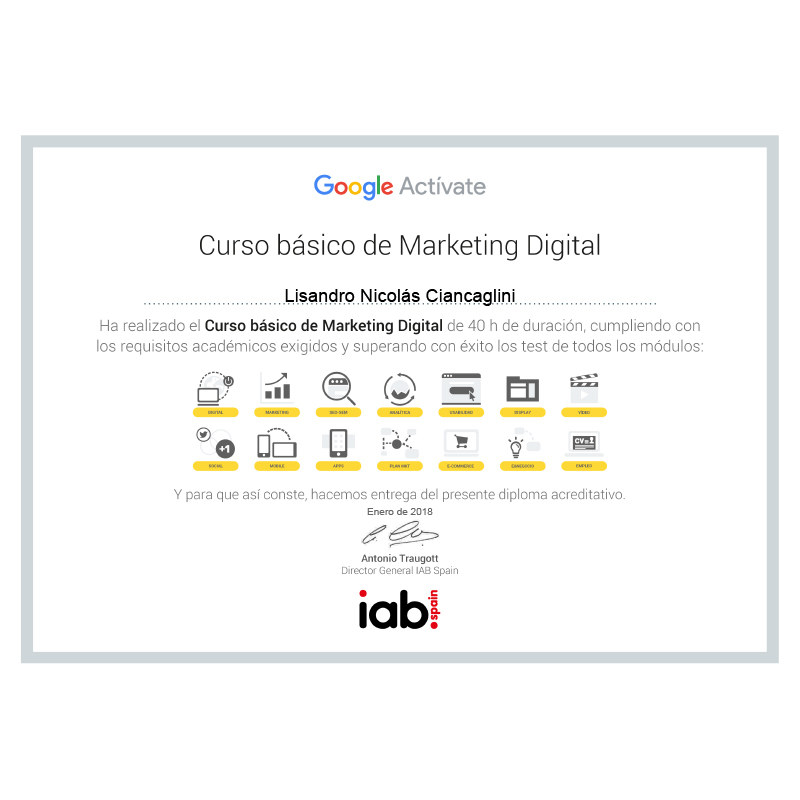 Google Actívate
Curso básico de Marketing Digital
Lisandro Nicolás Ciancaglini
Ha realizado el Curso básico de Marketing Digital de 40 h de duración, cumpliendo con
los requisitos académicos exigidos y superando con éxito los test de todos los módulos:
DIGITAL MARKETING SEO-SEM ANALÍTICA USABILIDAD DISPLAY VÍDEO
+1 CV
SOCIAL MOBILE APPS PLAN MKT E-COMMERCE EMPLEO
Y para que así conste, hacemos entrega del presente diploma acreditativo.
Enero de 2018
Antonio Traugott
Director General IAB Spain
iab spain